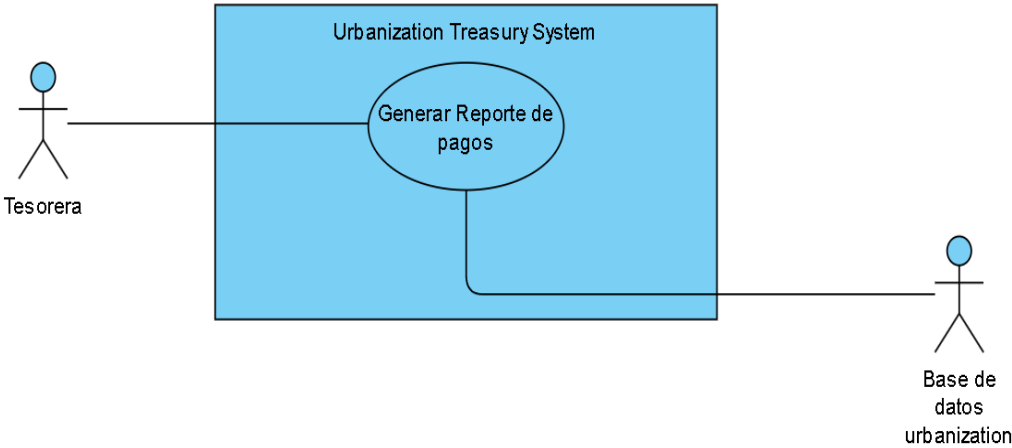 Urbanization Treasury System
Generar Reporte de
pagos
Tesorera
Base de
datos
urbanization